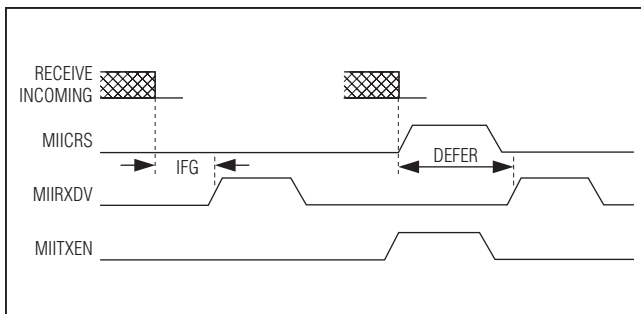 RECEIVE
INCOMING
MIICRS
IFG
DEFER
MIIRXDV
MIITXEN